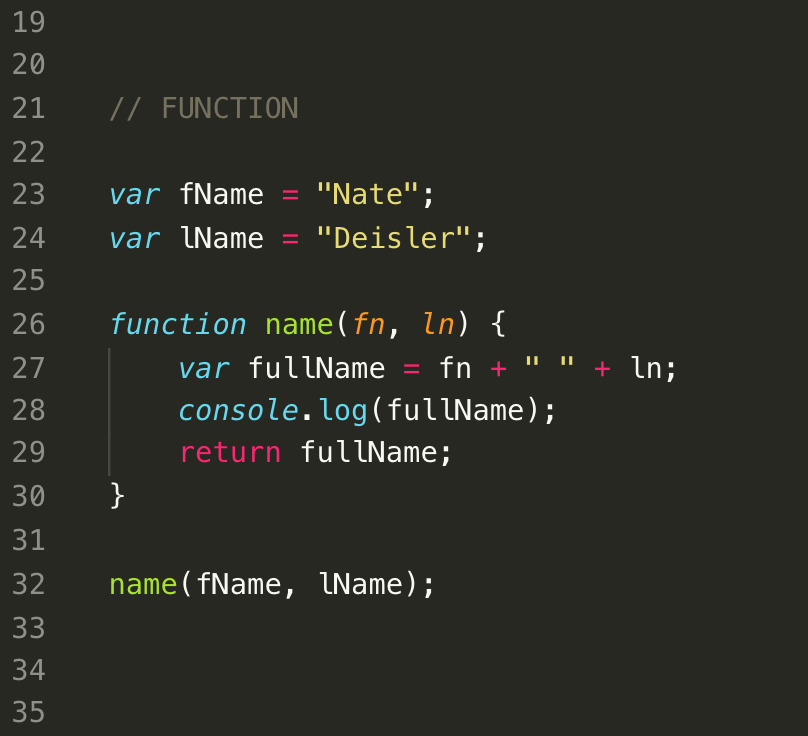 19
20
21 // FUNCTION
22
23 var fName = "Nate";
24 var lName = "Deisler";
25
26 function name(fn, ln) {
27     var fullName = fn + " " + ln;
28     console.log(fullName);
29     return fullName;
30 }
31
32 name(fName, lName);
33
34
35